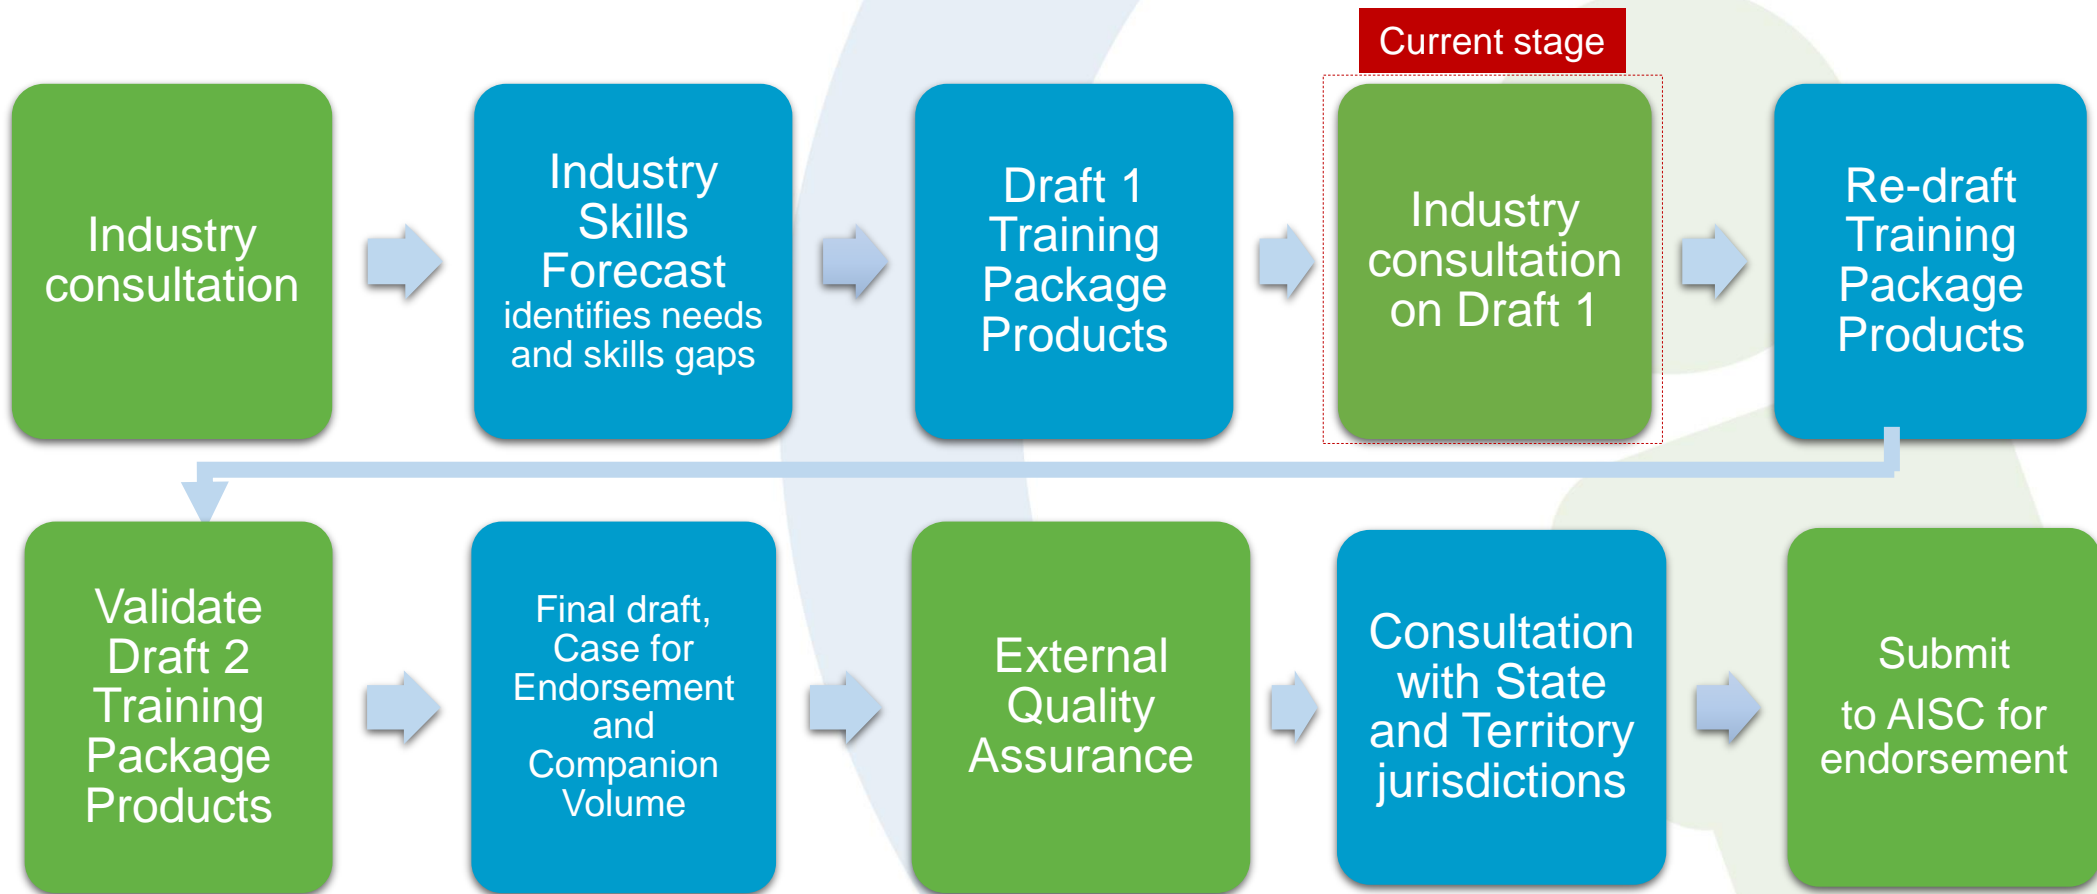 Current stage
Industry
consultation
Industry
Skills
Forecast
identifies needs
and skills gaps
Draft 1
Training
Package
Products
Industry
consultation
on Draft 1
Re-draft
Training
Package
Products
Validate
Draft 2
Training
Package
Products
Final draft,
Case for
Endorsement
and
Companion
Volume
External
Quality
Assurance
Consultation
with State
and Territory
jurisdictions
Submit
to AISC for
endorsement